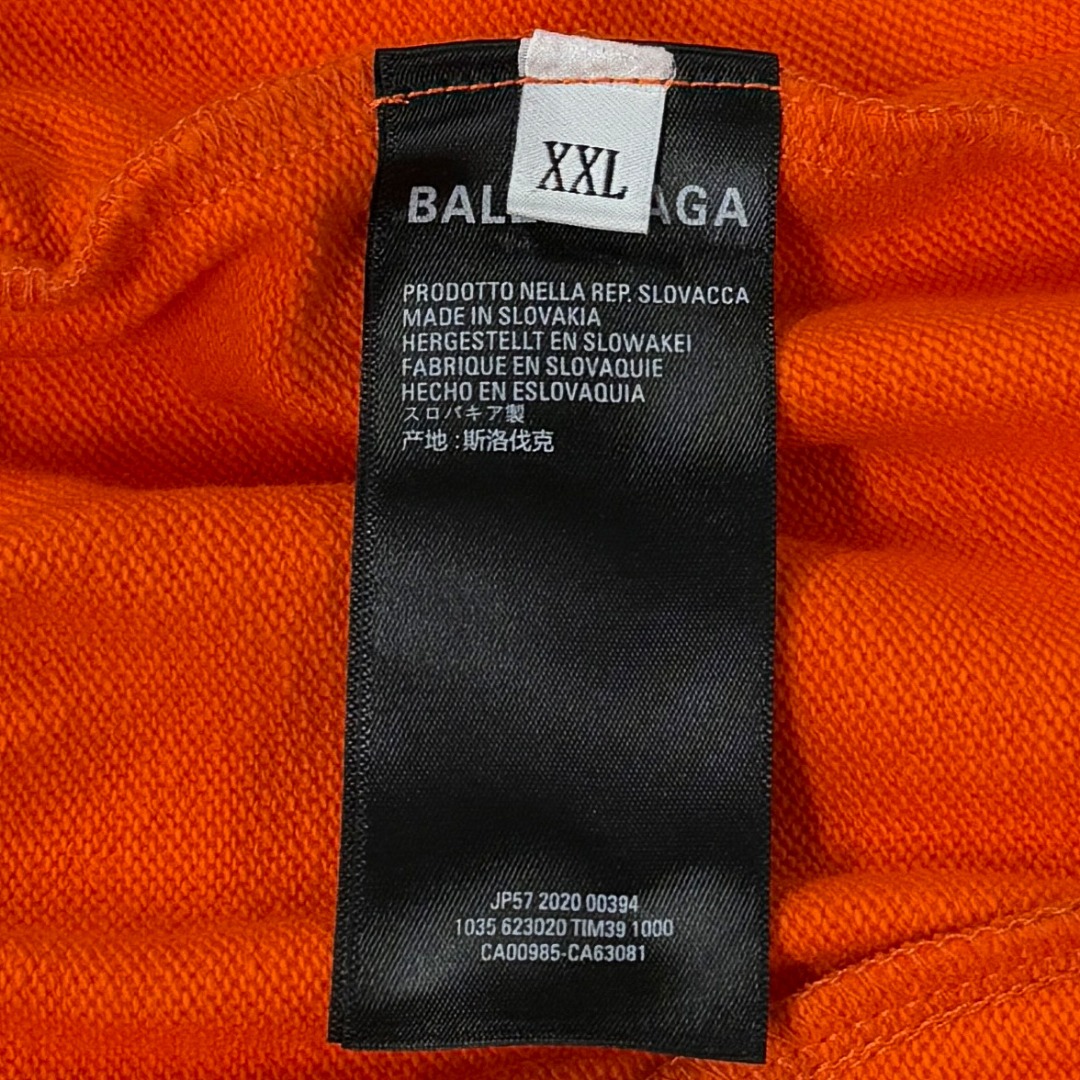 XXL
BAL AGA
PRODOTTO NELLA REP. SLOVACCA
MADE IN SLOVAKIA
HERGESTELLT EN SLOWAKEI
FABRIQUE EN SLOVAQUIE
HECHO EN ESLOVAQUIA
スロバキア製
产地 : 斯洛伐克
JP57 2020 00394
1035 623020 TIM39 1000
CA00985-CA63081